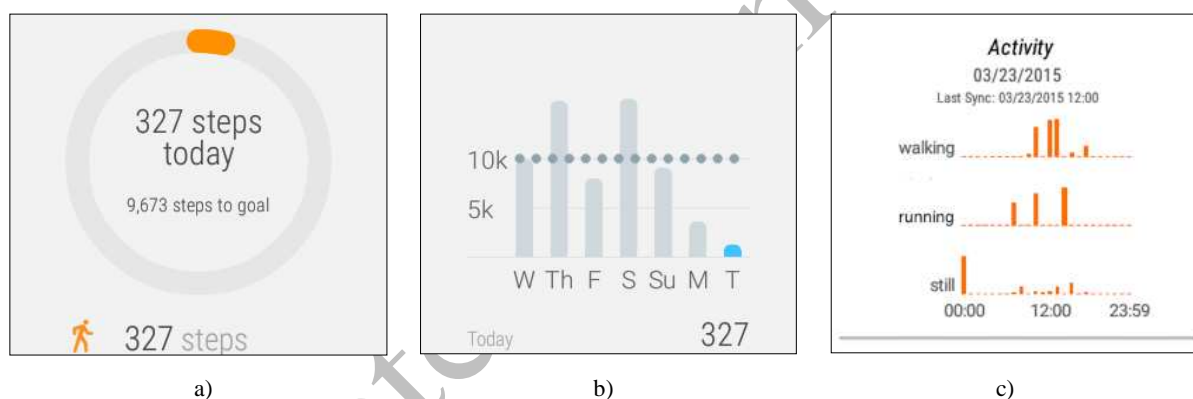 327 steps
today
9,673 steps to goal
327 steps
a)
10k
5k
W Th F S Su M T
Today 327
b)
Activity
03/23/2015
Last Sync: 03/23/2015 12:00
walking
running
still
00:00 12:00 23:59
c)